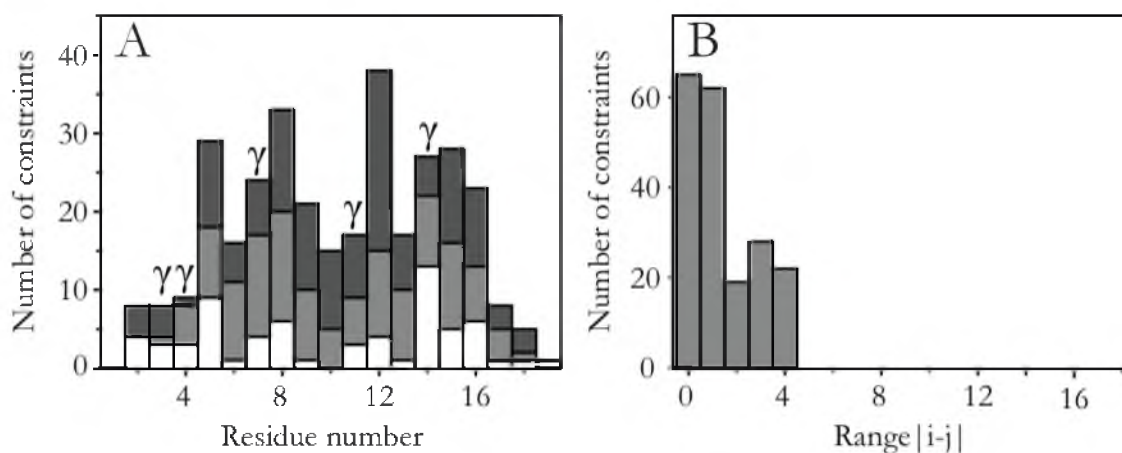 A
Number of constraints
40
30
20
10
0
γγ
γ
γ
γ
4
8
12
16
Residue number
B
Number of constraints
60
40
20
0
0
4
8
12
16
Range|i-j|